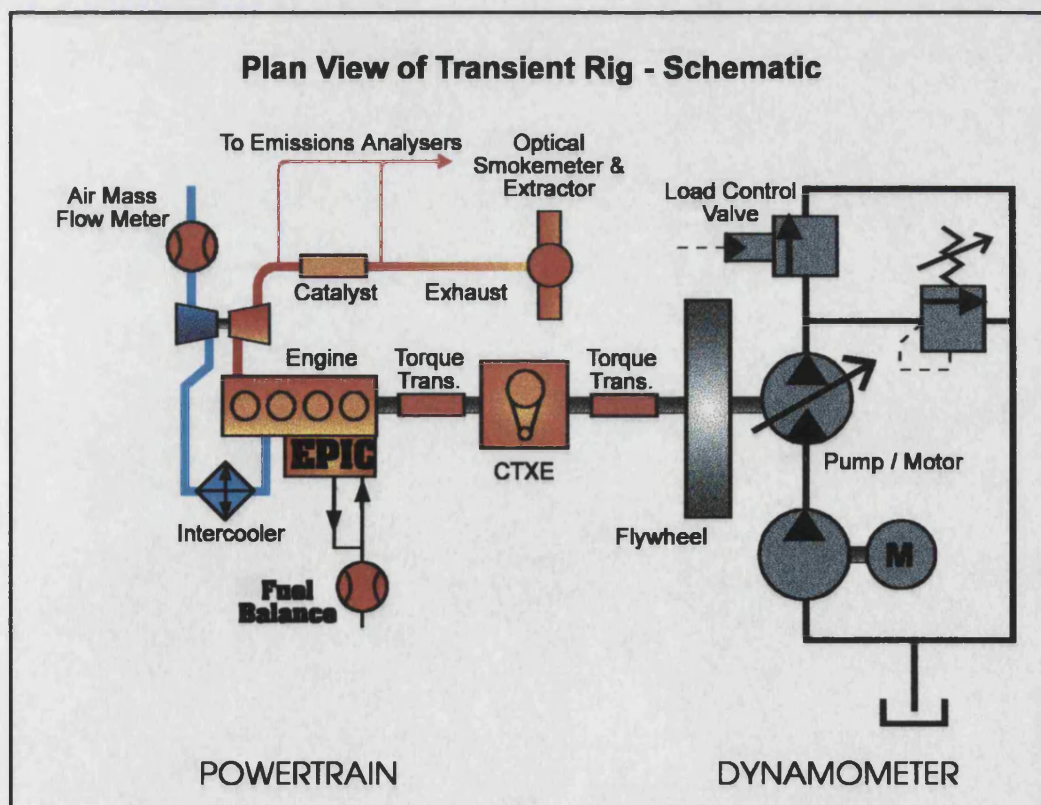 Plan View of Transient Rig - Schematic
To Emissions Analysers
Optical
Smokemeter &
Extractor
Air Mass
Flow Meter
Load Control
Valve
Catalyst
Exhaust
Engine
Torque
Trans.
Torque
Trans.
EPIC
CTXE
Pump / Motor
Intercooler
Flywheel
M
Fuel
Balance
POWERTRAIN
DYNAMOMETER